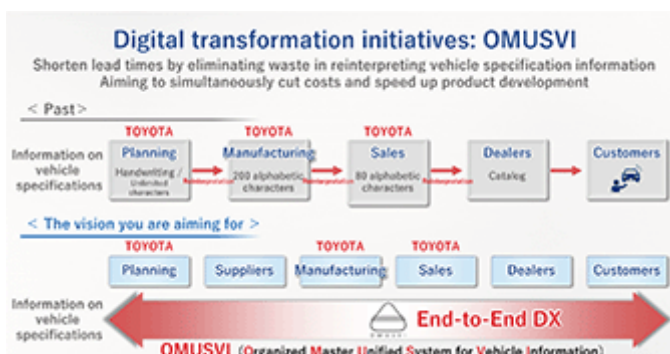 Digital transformation initiatives: OMUSVI
Shorten lead times by eliminating waste in reinterpreting vehicle specification information
Aiming to simultaneously cut costs and speed up product development
< Past >
TOYOTA TOYOTA TOYOTA
Information on
vehicle
specifications
Planning
Handwriting /
Unlimited
characters
Reinterpretation
Manufacturing
200 alphabetic
characters
Reinterpretation
Sales
80 alphabetic
characters
Reinterpretation
Dealers
Catalog
Customers
< The vision you are aiming for >
TOYOTA TOYOTA TOYOTA
Planning Suppliers Manufacturing Sales Dealers Customers
Information on
vehicle
specifications
OMUSVI
End-to-End DX
OMUSVI (Organized Master Unified System for Vehicle Information)